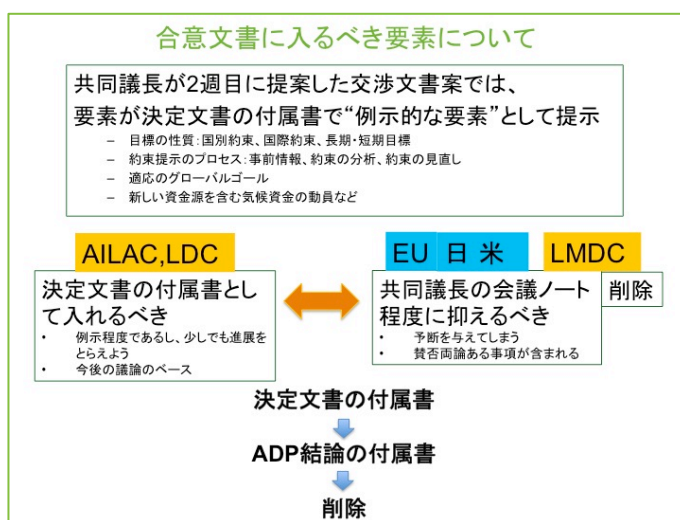 合意文書に入るべき要素について
共同議長が2週目に提案した交渉文書案では、
要素が決定文書の付属書で“例示的な要素”として提示
– 目標の性質：国別約束、国際約束、長期・短期目標
– 約束提示のプロセス：事前情報、約束の分析、約束の見直し
– 適応のグローバルゴール
– 新しい資金源を含む気候資金の動員など
AILAC,LDC
決定文書の付属書とし
て入れるべき
• 例示程度であるし、少しでも進展を
とらえよう
• 今後の議論のベース
EU 日 米
LMDC
共同議長の会議ノート
程度に抑えるべき
• 予断を与えてしまう
• 賛否両論ある事項が含まれる
削除
決定文書の付属書
ADP結論の付属書
削除